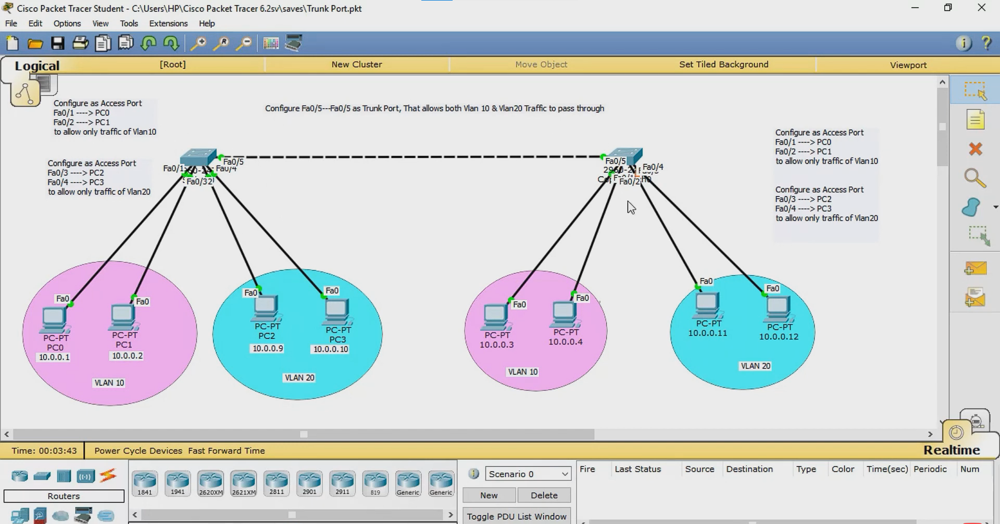 Cisco Packet Tracer Student - C:\Users\HP\Cisco Packet Tracer 6.2sv\saves\Trunk Port.pkt
File Edit Options View Tools Extensions Help
Logical [Root] New Cluster Move Object Set Tiled Background Viewport
Configure as Access Port
Fa0/1 ----> PC0
Fa0/2 ----> PC1
to allow only traffic of Vlan10
Configure Fa0/5---Fa0/5 as Trunk Port, That allows both Vlan 10 & Vlan20 Traffic to pass through
Configure as Access Port
Fa0/1 ----> PC0
Fa0/2 ----> PC1
to allow only traffic of Vlan10
Configure as Access Port
Fa0/3 ----> PC2
Fa0/4 ----> PC3
to allow only traffic of Vlan20
Configure as Access Port
Fa0/3 ----> PC2
Fa0/4 ----> PC3
to allow only traffic of Vlan20
Fa0/5
Fa0/1
Fa0/4
Fa0/5
Fa0/4
Fa0/2
Fa0
Fa0
Fa0
Fa0
Fa0
Fa0
Fa0
Fa0
PC-PT
PC0
10.0.0.1
PC-PT
PC1
10.0.0.2
VLAN 10
PC-PT
PC2
10.0.0.9
PC-PT
PC3
10.0.0.10
VLAN 20
PC-PT
10.0.0.3
PC-PT
10.0.0.4
VLAN 10
PC-PT
10.0.0.11
PC-PT
10.0.0.12
VLAN 20
Time: 00:03:43 Power Cycle Devices Fast Forward Time
Realtime
Routers
1841 1941 2620XM 2621XM 2811 2901 2911 819 Generic Generic
Scenario 0
New Delete
Toggle PDU List Window
Fire Last Status Source Destination Type Color Time(sec) Periodic Num